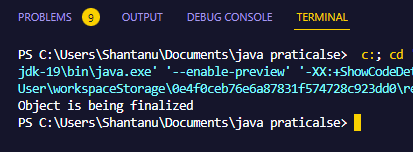 PROBLEMS 9 OUTPUT DEBUG CONSOLE TERMINAL
PS C:\Users\Shantanu\Documents\java praticalse> c:; cd
jdk-19\bin\java.exe' '--enable-preview' '-XX:+ShowCodeDet
User\workspaceStorage\0e4f0ceb76e6a87831f574728c923dd0\re
Object is being finalized
PS C:\Users\Shantanu\Documents\java praticalse>